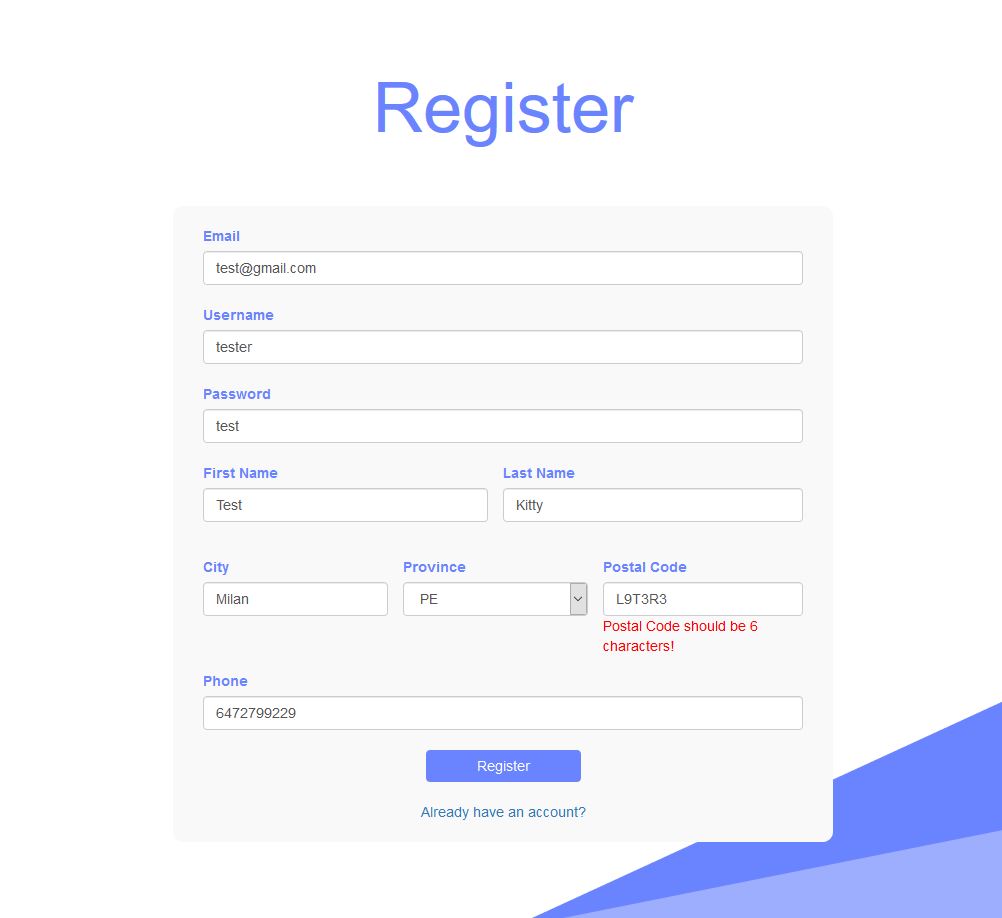 Register
Email
test@gmail.com
Username
tester
Password
test
First Name
Last Name
Test
Kitty
City
Province
Postal Code
Milan
PE
L9T3R3
Postal Code should be 6
characters!
Phone
6472799229
Register
Already have an account?